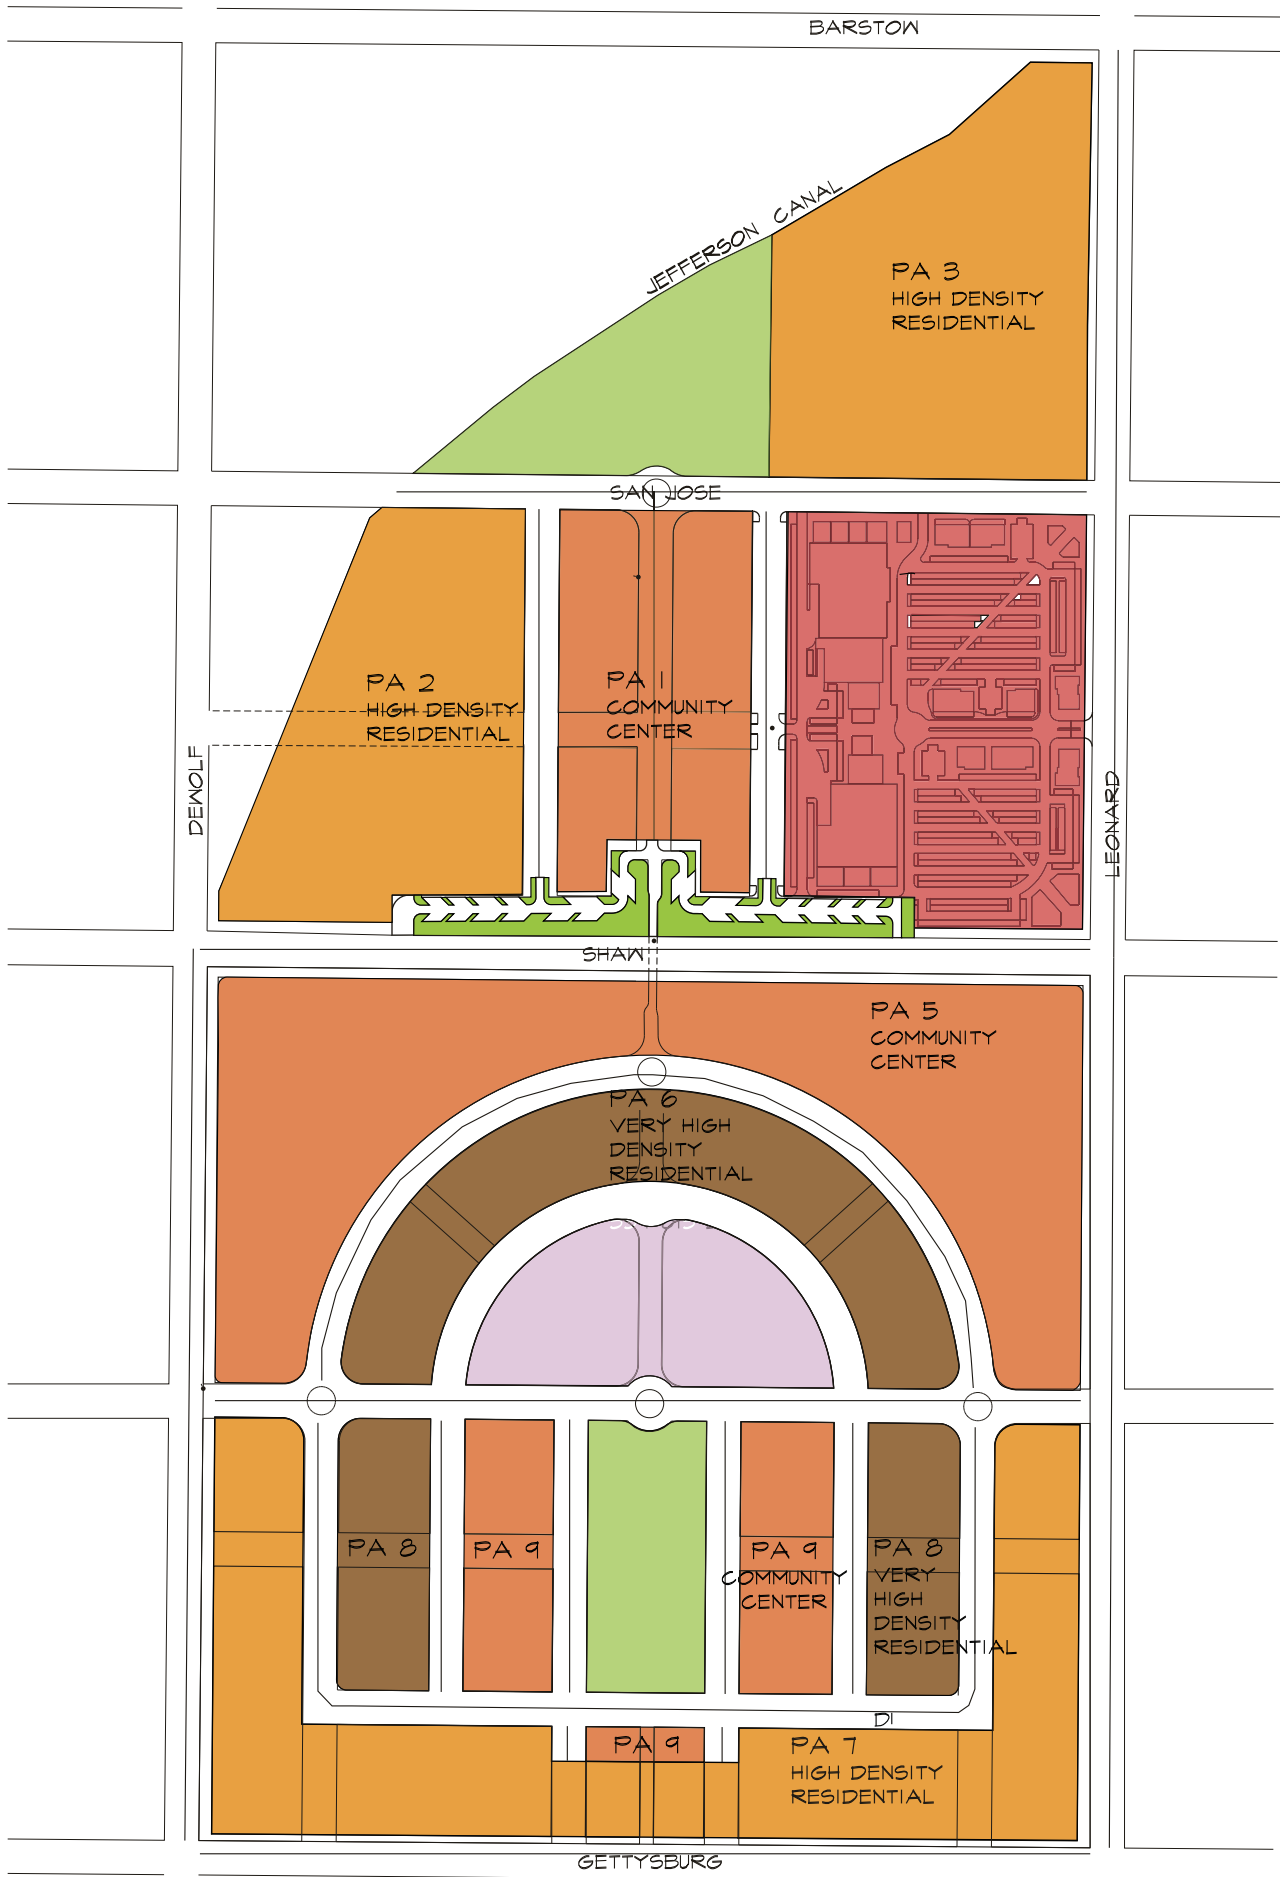 BARSTOW
JEFFERSON CANAL
PA 3
HIGH DENSITY
RESIDENTIAL
SAN JOSE
PA 2
HIGH DENSITY
RESIDENTIAL
PA 1
COMMUNITY
CENTER
DEWOLF
LEONARD
SHAW
PA 5
COMMUNITY
CENTER
PA 6
VERY HIGH
DENSITY
RESIDENTIAL
PA 8
PA 9
PA 9
COMMUNITY
CENTER
PA 8
VERY
HIGH
DENSITY
RESIDENTIAL
PA 9
PA 7
HIGH DENSITY
RESIDENTIAL
GETTYSBURG